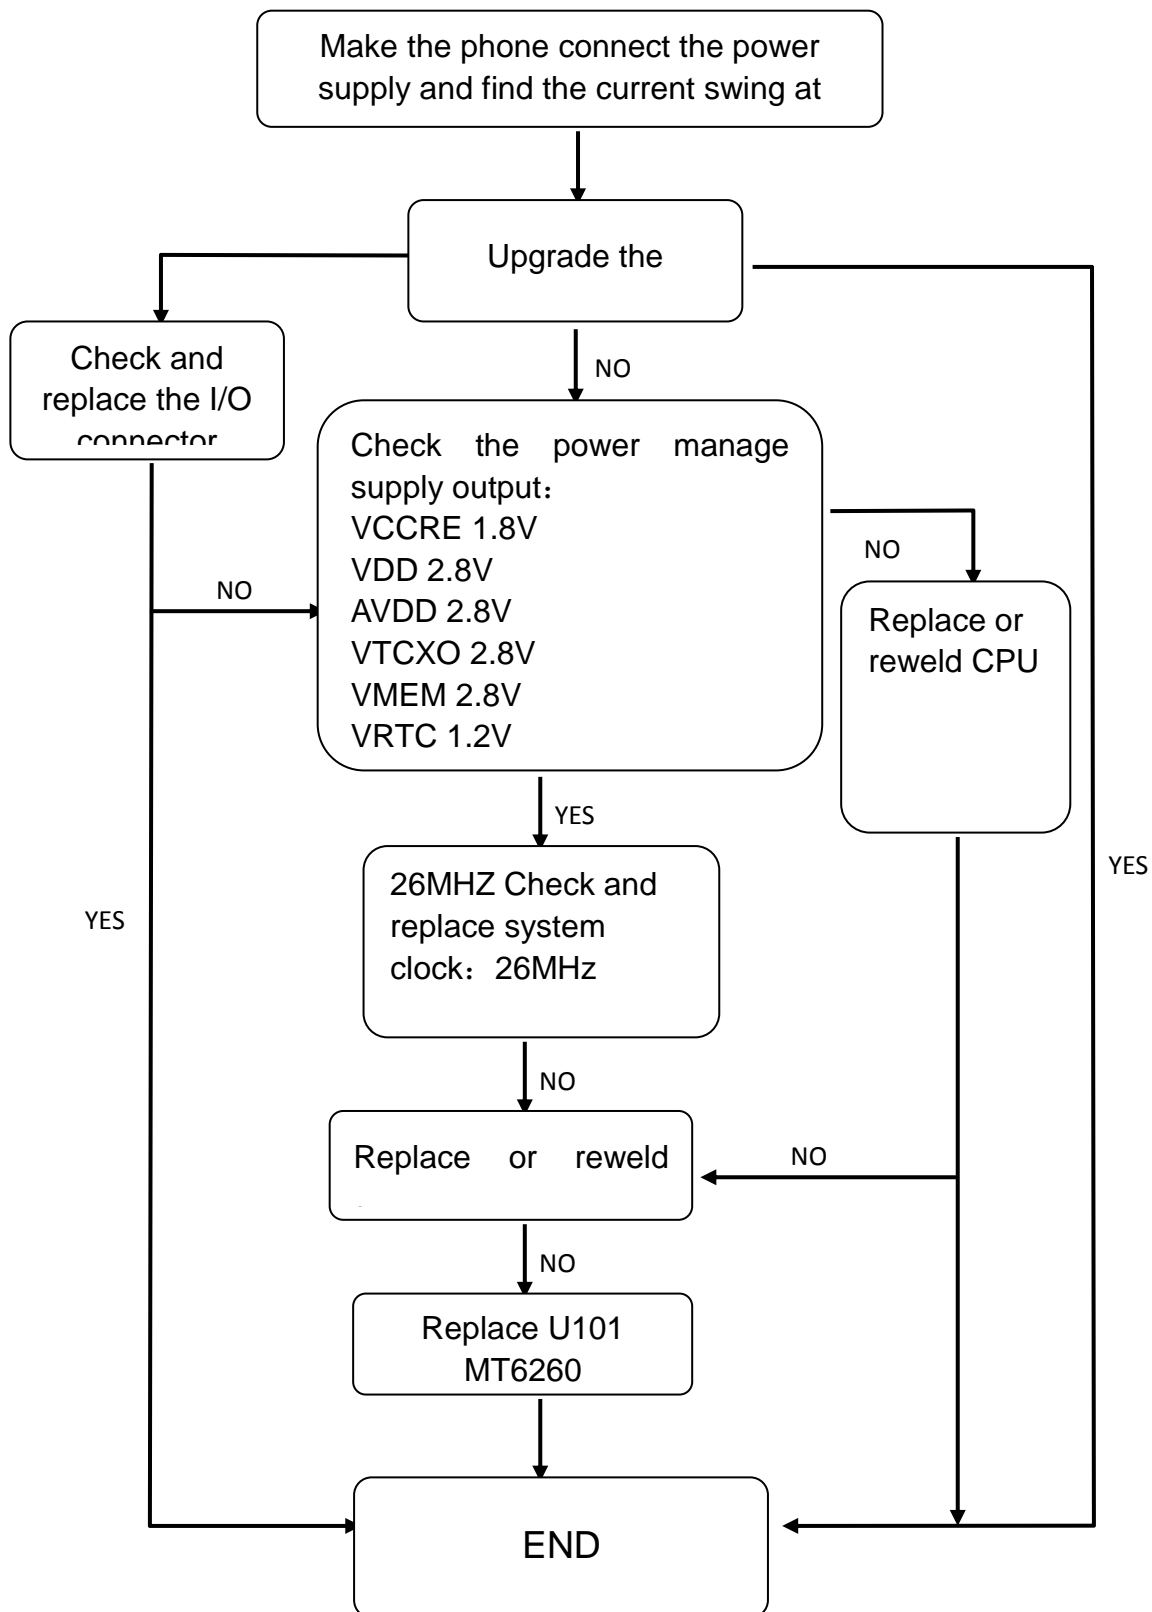 Make the phone connect the power
supply and find the current swing at
Upgrade the
NO
Check and
replace the I/O
connector
Check the power manage
supply output：
VCCRE 1.8V
VDD 2.8V
AVDD 2.8V
VTCXO 2.8V
VMEM 2.8V
VRTC 1.2V
NO
NO
Replace or
reweld CPU
YES
26MHZ Check and
replace system
clock：26MHz
YES
YES
NO
Replace or reweld
NO
NO
Replace U101
MT6260
END